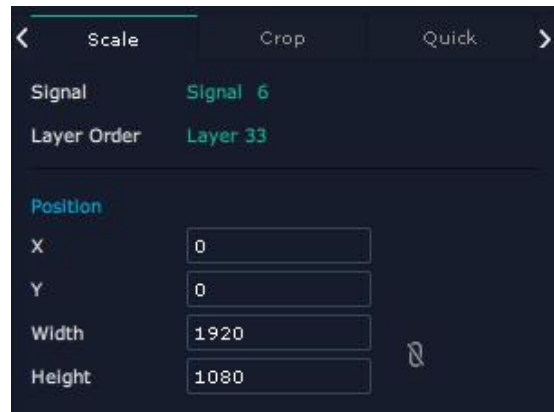 Scale Crop Quick
Signal Signal 6
Layer Order Layer 33
Position
X 0
Y 0
Width 1920
Height 1080